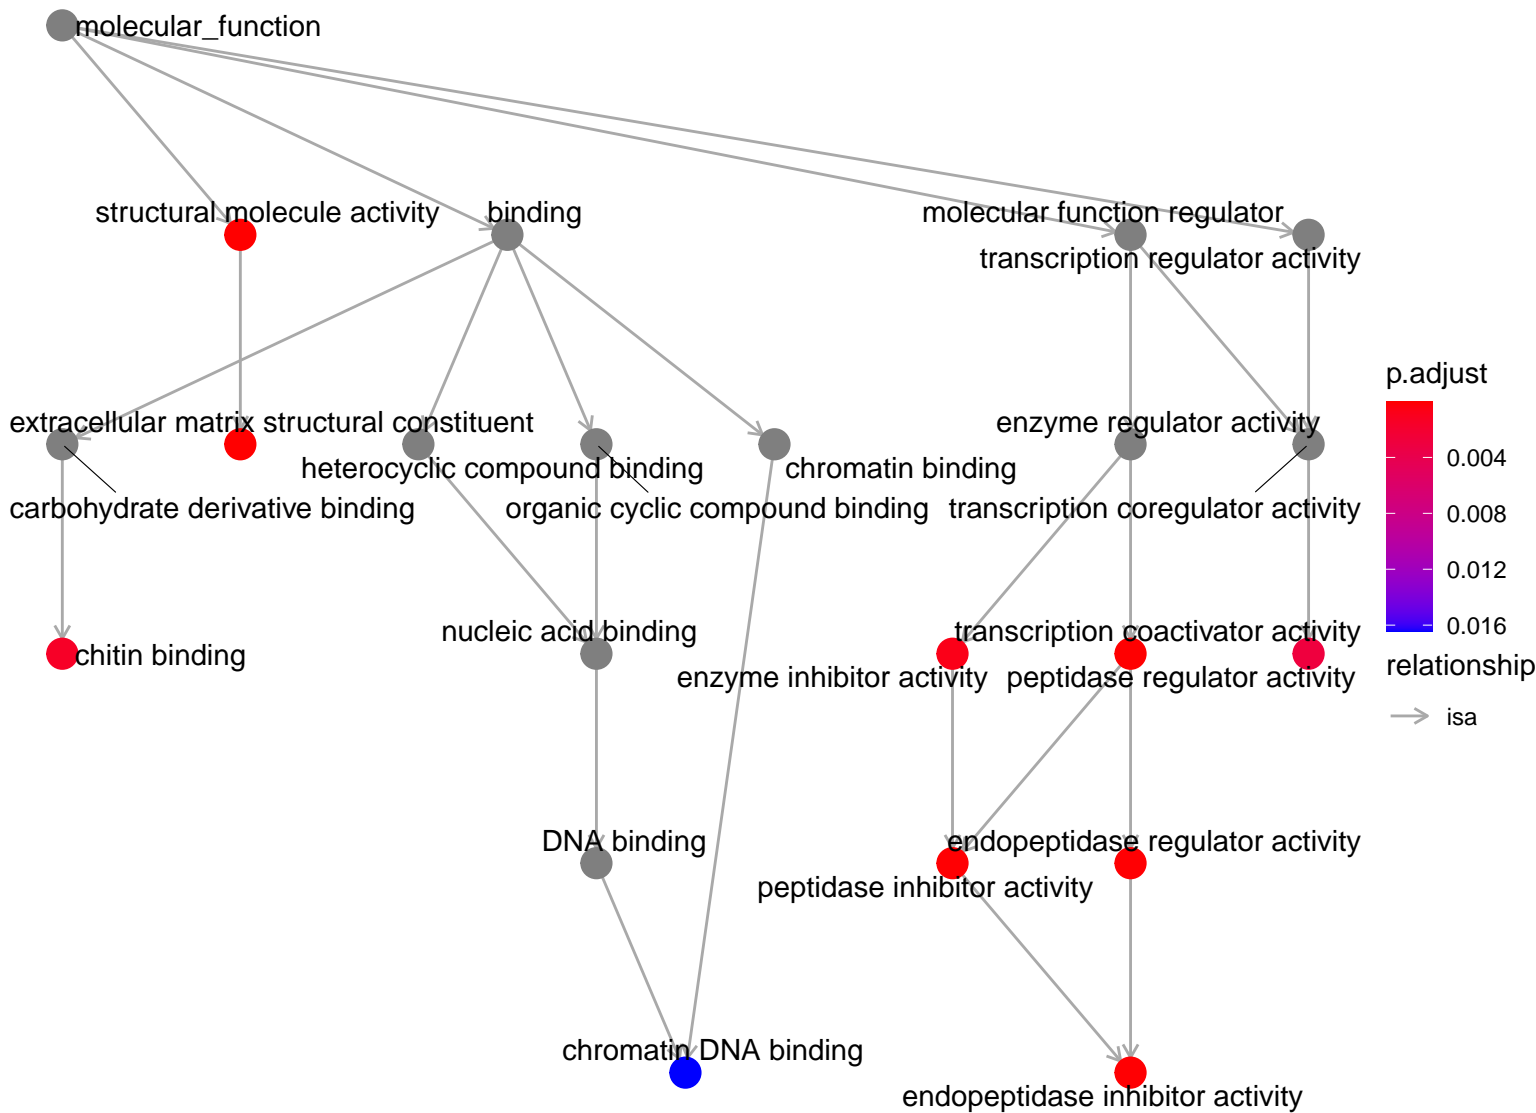 molecular_function
structural molecule activity
binding
molecular function regulator
transcription regulator activity
p.adjust
0.004
0.008
0.012
0.016
relationship
isa
extracellular matrix structural constituent
enzyme regulator activity
heterocyclic compound binding
chromatin binding
carbohydrate derivative binding
organic cyclic compound binding
transcription coregulator activity
nucleic acid binding
transcription coactivator activity
chitin binding
enzyme inhibitor activity
peptidase regulator activity
DNA binding
endopeptidase regulator activity
peptidase inhibitor activity
chromatin DNA binding
endopeptidase inhibitor activity